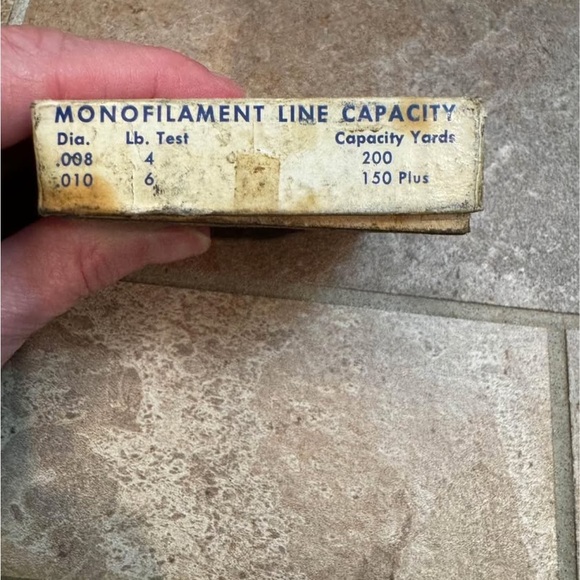 MONOFILAMENT LINE CAPACITY
Dia. Lb. Test Capacity Yards
.008 4 200
.010 6 150 Plus